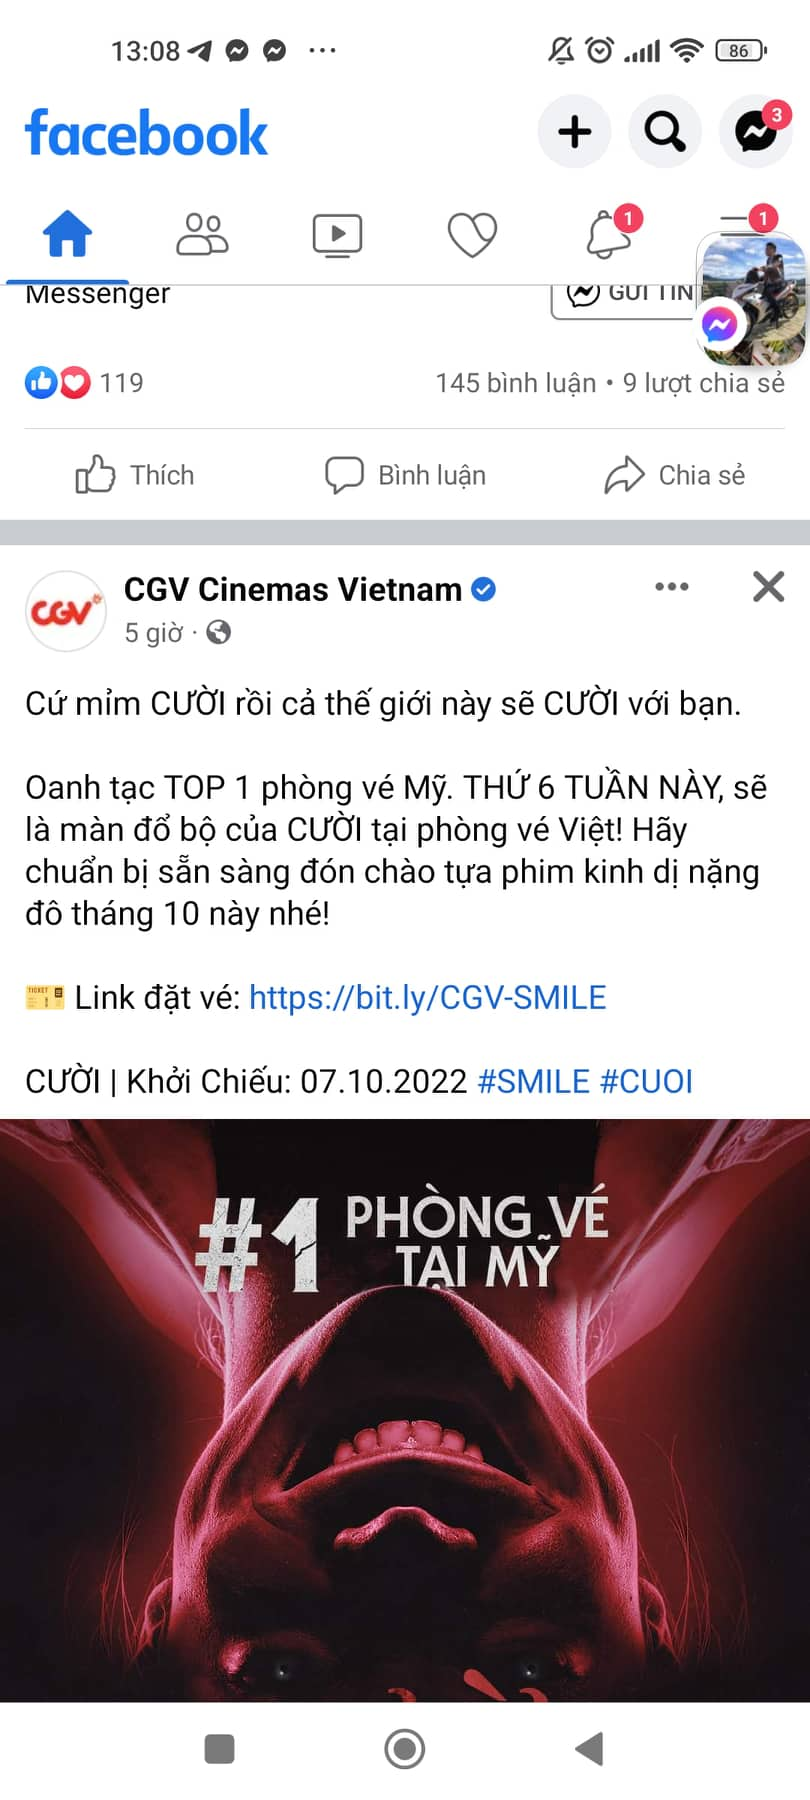 13:08
86
facebook
3
1
1
Messenger
GỬI TIN
119
145 bình luận • 9 lượt chia sẻ
Thích
Bình luận
Chia sẻ
CGV
CGV Cinemas Vietnam
5 giờ ·
Cứ mỉm CƯỜI rồi cả thế giới này sẽ CƯỜI với bạn.
Oanh tạc TOP 1 phòng vé Mỹ. THỨ 6 TUẦN NÀY, sẽ
là màn đổ bộ của CƯỜI tại phòng vé Việt! Hãy
chuẩn bị sẵn sàng đón chào tựa phim kinh dị nặng
đô tháng 10 này nhé!
🎫 Link đặt vé: https://bit.ly/CGV-SMILE
CƯỜI | Khởi Chiếu: 07.10.2022 #SMILE #CUOI
#1 PHÒNG VÉ
TẠI MỸ